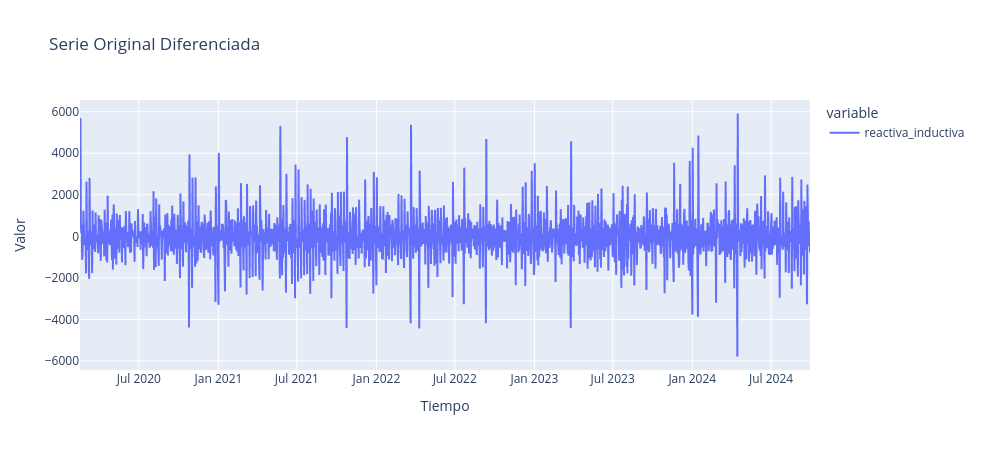 Serie Original Diferenciada
variable
reactiva_inductiva
Valor
6000
4000
2000
0
−2000
−4000
−6000
Jul 2020
Jan 2021
Jul 2021
Jan 2022
Jul 2022
Jan 2023
Jul 2023
Jan 2024
Jul 2024
Tiempo